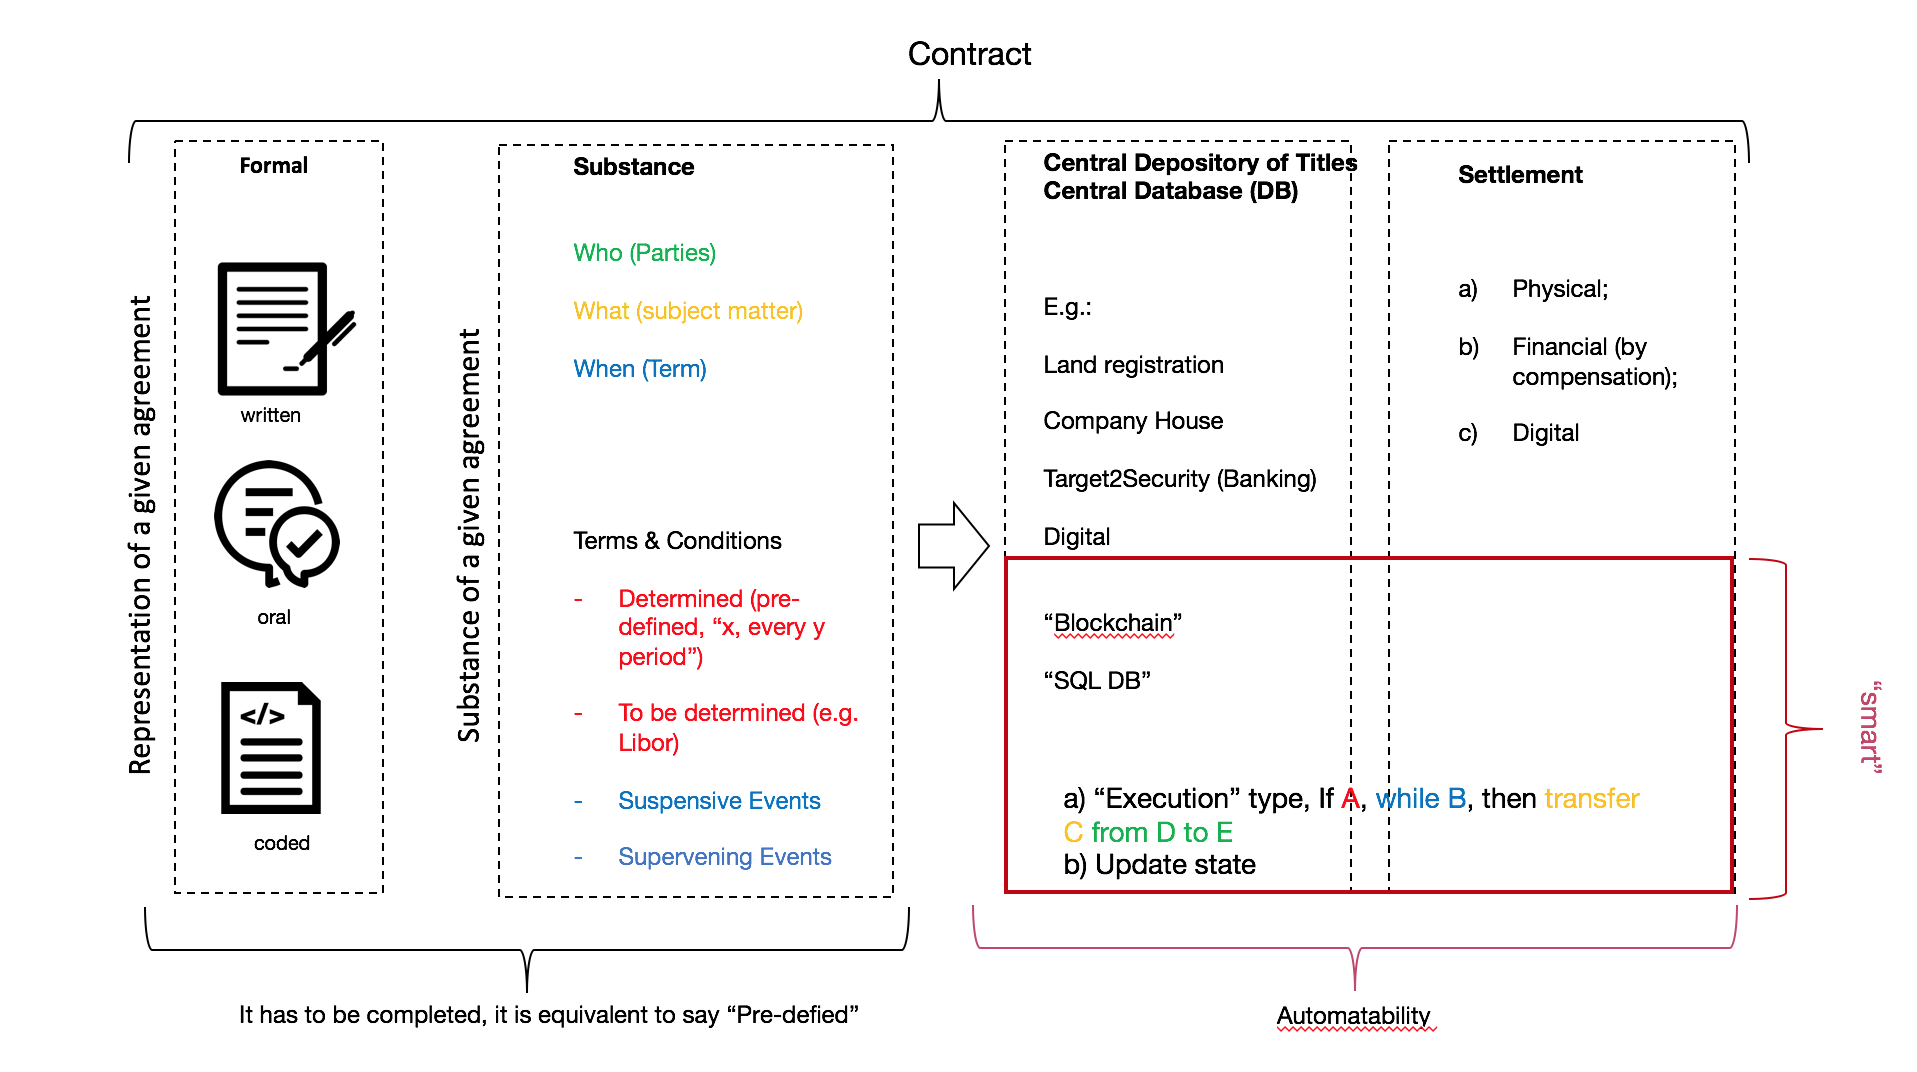 Contract
Representation of a given agreement
Formal
written
oral
</>
coded
Substance of a given agreement
Substance
Who (Parties)
What (subject matter)
When (Term)
Terms & Conditions
- Determined (pre-
defined, “x, every y
period”)
- To be determined (e.g.
Libor)
- Suspensive Events
- Supervening Events
Central Depository of Titles
Central Database (DB)
E.g.:
Land registration
Company House
Target2Security (Banking)
Digital
“Blockchain”
“SQL DB”
Settlement
a) Physical;
b) Financial (by
compensation);
c) Digital
a) “Execution” type, If A, while B, then transfer
C from D to E
b) Update state
“smart”
It has to be completed, it is equivalent to say “Pre-defied”
Automatability